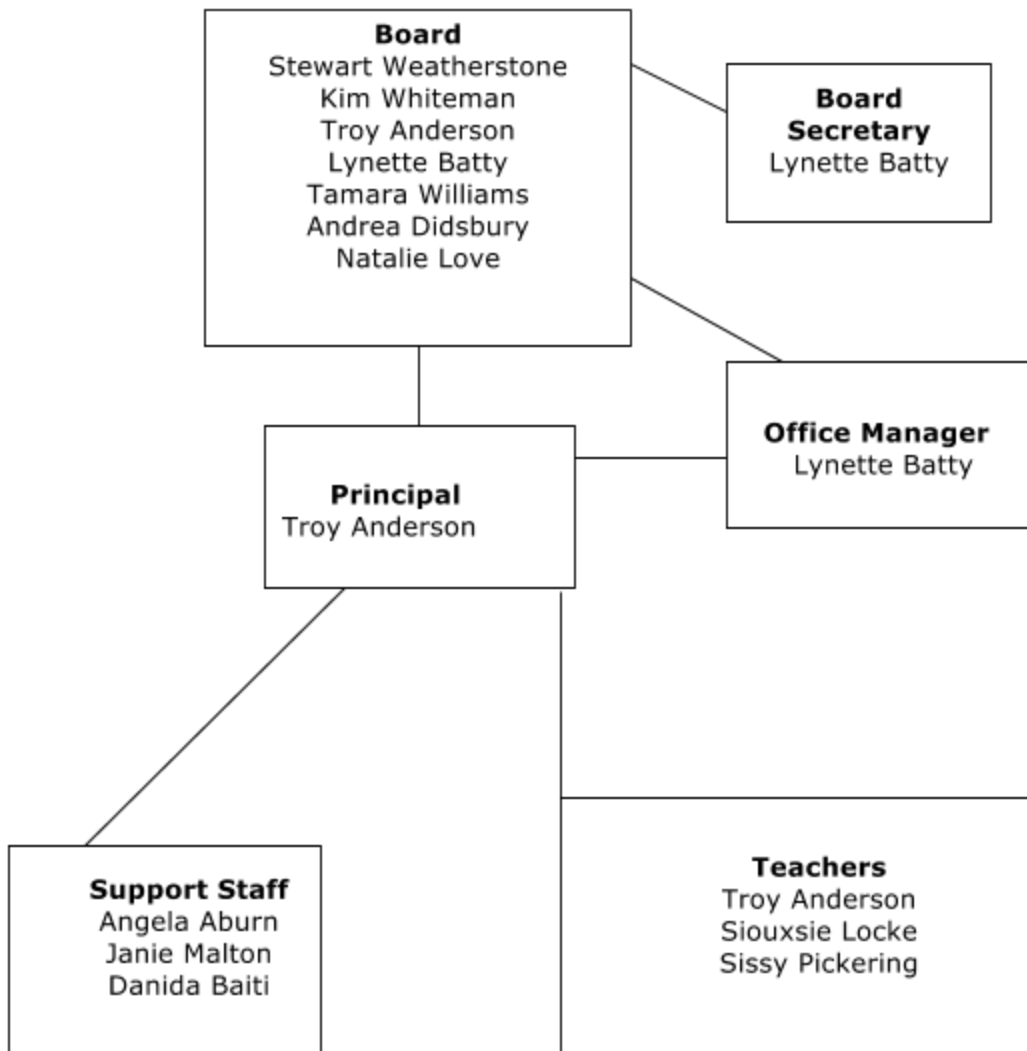 Board
Stewart Weatherstone
Kim Whiteman
Troy Anderson
Lynette Batty
Tamara Williams
Andrea Didsbury
Natalie Love
Board
Secretary
Lynette Batty
Office Manager
Lynette Batty
Principal
Troy Anderson
Support Staff
Angela Aburn
Janie Malton
Danida Baiti
Teachers
Troy Anderson
Siouxsie Locke
Sissy Pickering